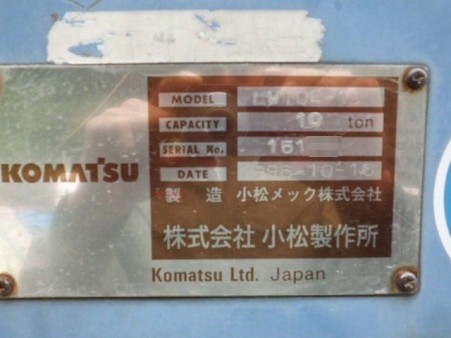 KOMATSU
MODEL
CAPACITY 10 ton
SERIAL No. 151
DATE
製 造 小松メック株式会社
株式会社 小松製作所
Komatsu Ltd. Japan